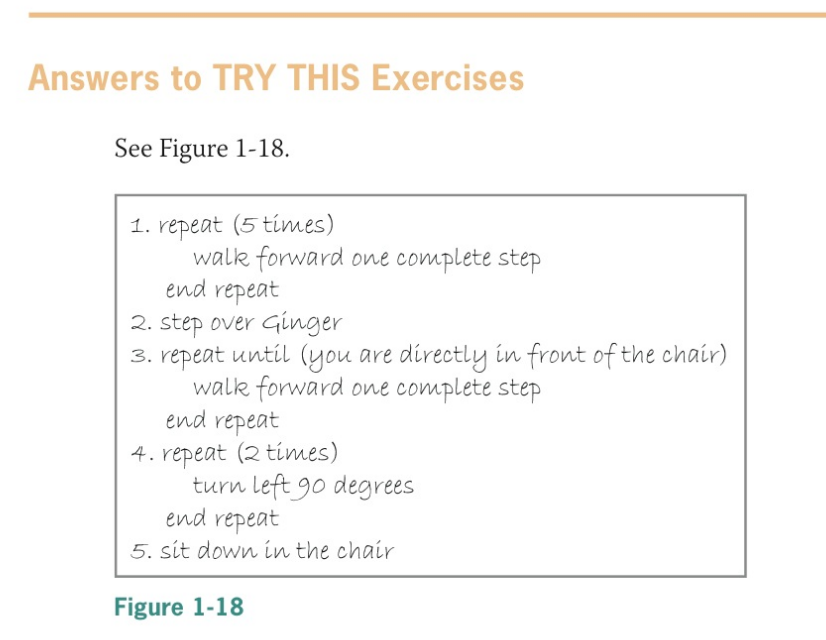 Answers to TRY THIS Exercises
See Figure 1-18.
1. repeat (5 times)
walk forward one complete step
end repeat
2. step over Ginger
3. repeat until (you are directly in front of the chair)
walk forward one complete step
end repeat
4. repeat (2 times)
turn left 90 degrees
end repeat
5. sit down in the chair
Figure 1-18